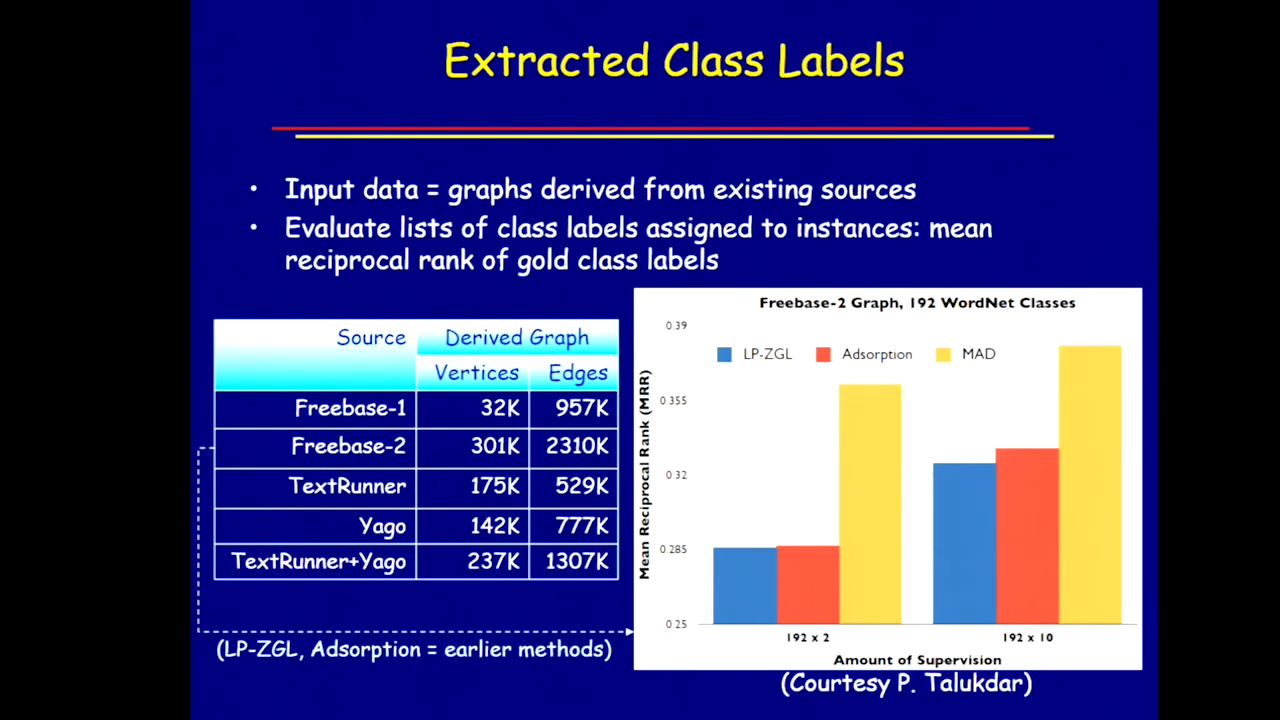 Extracted Class Labels
• Input data = graphs derived from existing sources
• Evaluate lists of class labels assigned to instances: mean
reciprocal rank of gold class labels
Source Derived Graph
Vertices Edges
Freebase-1 32K 957K
Freebase-2 301K 2310K
TextRunner 175K 529K
Yago 142K 777K
TextRunner+Yago 237K 1307K
(LP-ZGL, Adsorption = earlier methods)
Freebase-2 Graph, 192 WordNet Classes
LP-ZGL Adsorption MAD
Mean Reciprocal Rank (MRR)
0.39
0.355
0.32
0.285
0.25
192 x 2 192 x 10
Amount of Supervision
(Courtesy P. Talukdar)